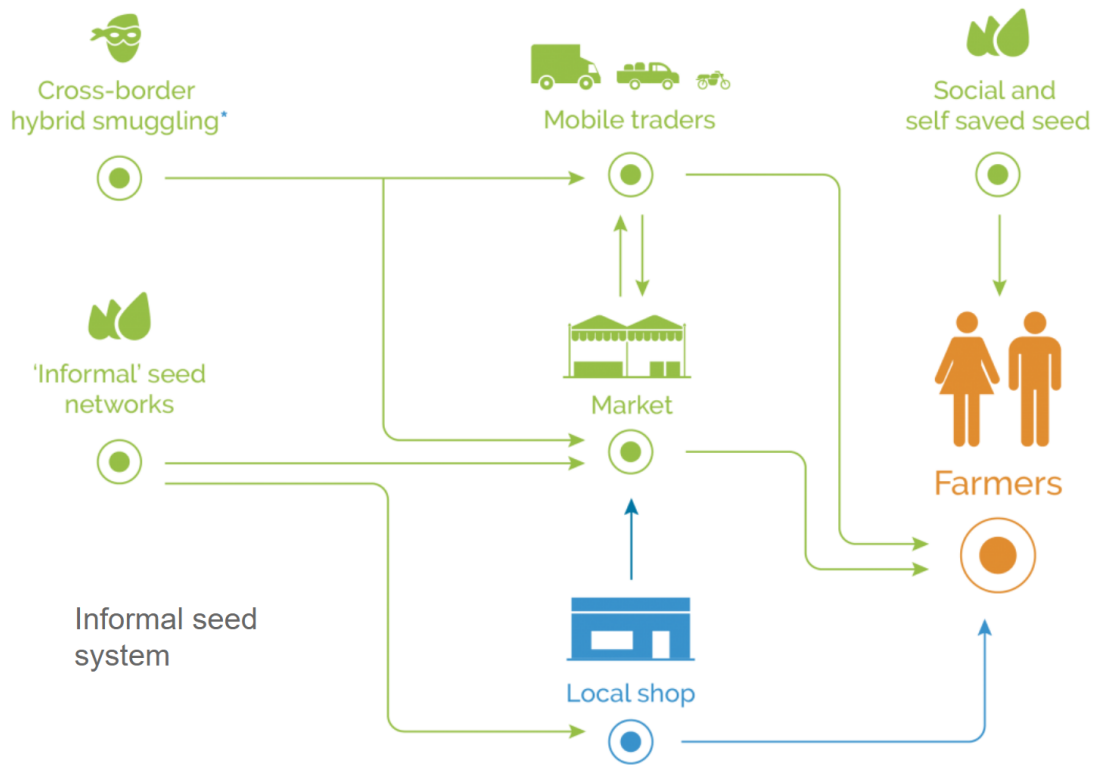 Cross-border
hybrid smuggling*
Mobile traders
Social and
self saved seed
‘Informal’ seed
networks
Market
Farmers
Informal seed
system
Local shop